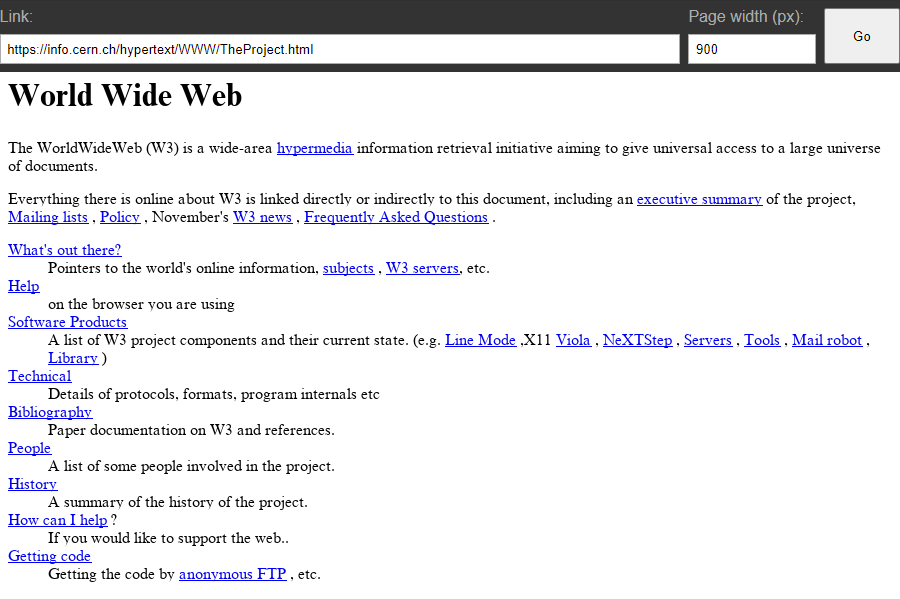 Link:
Page width (px):
https://info.cern.ch/hypertext/WWW/TheProject.html
900
Go
World Wide Web
The WorldWideWeb (W3) is a wide-area hypermedia information retrieval initiative aiming to give universal access to a large universe
of documents.
Everything there is online about W3 is linked directly or indirectly to this document, including an executive summary of the project,
Mailing lists , Policy , November's W3 news , Frequently Asked Questions .
What's out there?
Pointers to the world's online information, subjects , W3 servers, etc.
Help
on the browser you are using
Software Products
A list of W3 project components and their current state. (e.g. Line Mode ,X11 Viola , NeXTStep , Servers , Tools , Mail robot ,
Library )
Technical
Details of protocols, formats, program internals etc
Bibliography
Paper documentation on W3 and references.
People
A list of some people involved in the project.
History
A summary of the history of the project.
How can I help ?
If you would like to support the web..
Getting code
Getting the code by anonymous FTP , etc.